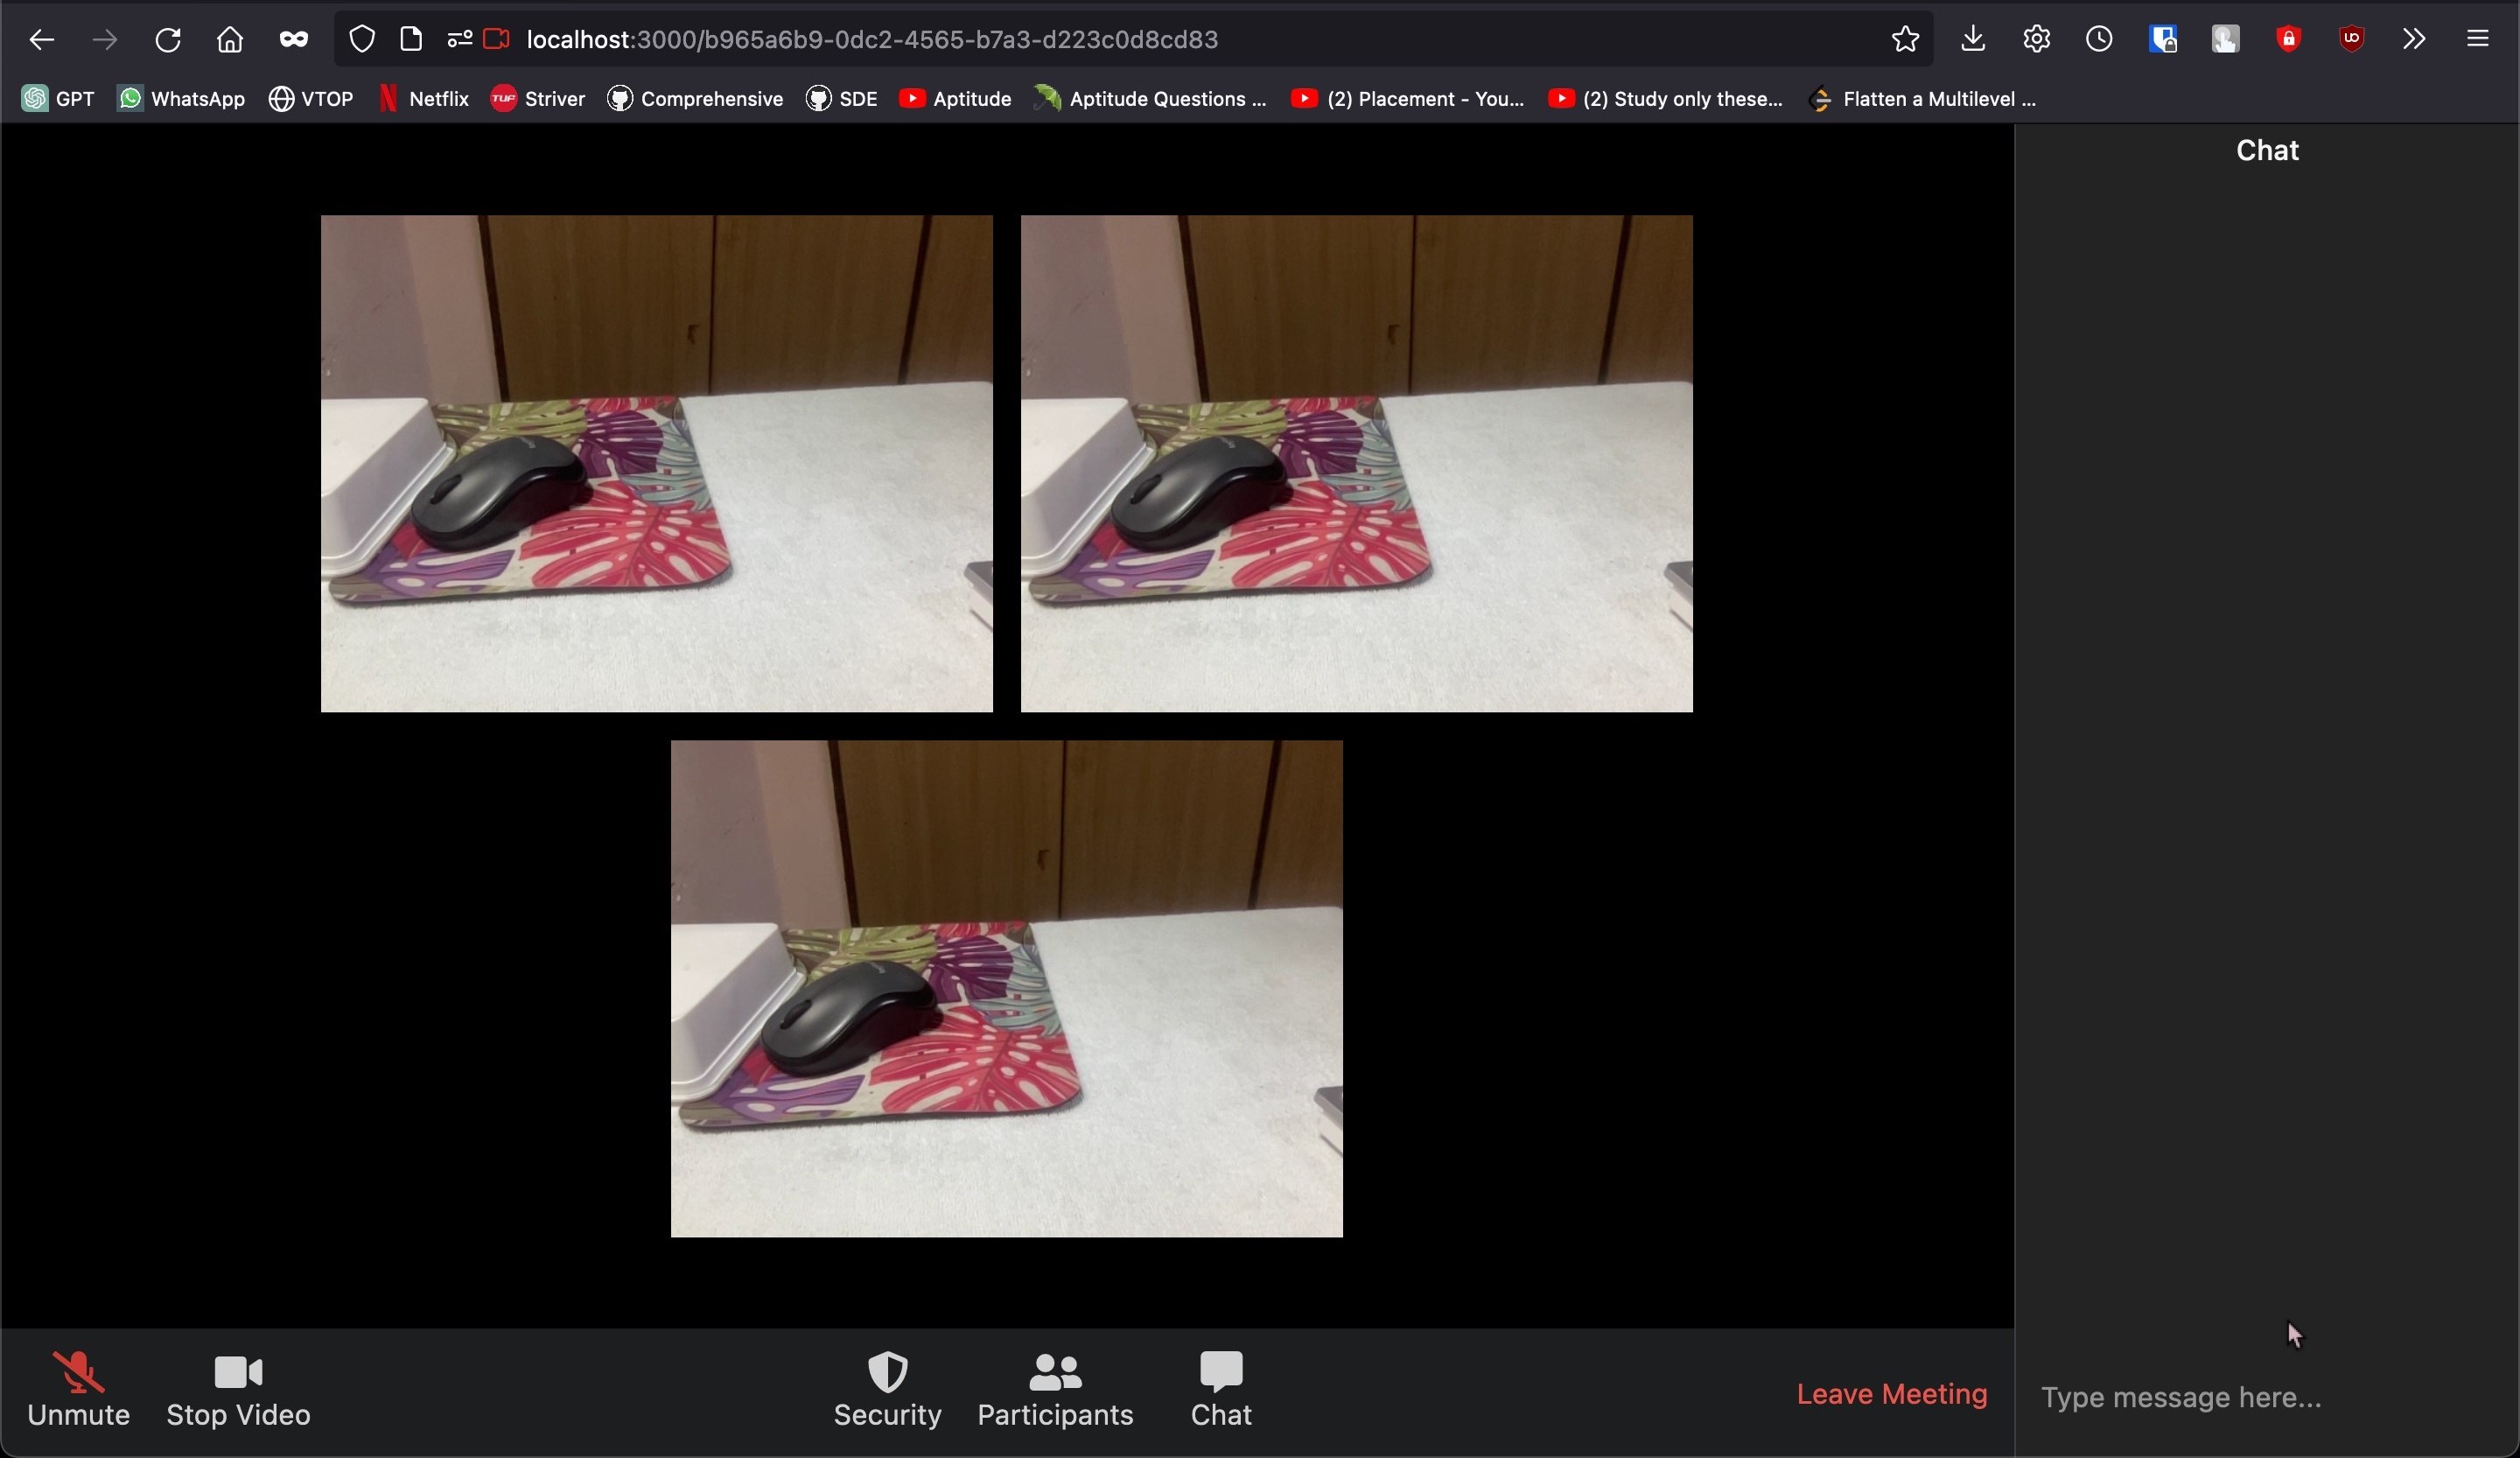 localhost:3000/b965a6b9-0dc2-4565-b7a3-d223c0d8cd83
GPT WhatsApp VTOP Netflix TUF Striver Comprehensive SDE Aptitude Aptitude Questions ... (2) Placement - You... (2) Study only these... Flatten a Multilevel ...
Chat
Unmute Stop Video Security Participants Chat Leave Meeting
Type message here...